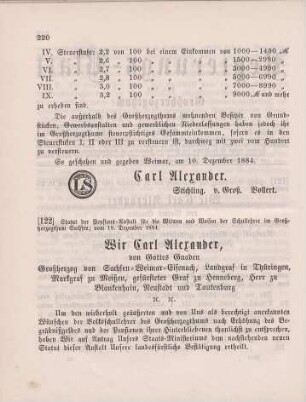 220
IV. Steuerstufe: 2,2 von 100 bei einem Einkommen von 1000—1490 ℳ
V. „ 2,6 „ 100 „ „ „ „ 1500—2990 „
VI. „ 2,7 „ 100 „ „ „ „
VII. „ 2,8 „ 100 „ „ „ „ 5000—6990 „
VIII. „ 3,0 „ 100 „ „ „ „
IX. „ 3,2 „ 100 „ „ „ „ 9000 ℳ und mehr
zu erheben sind.
Die außerhalb des Großherzogthums wohnenden Besitzer von Grund-
stücken, Gewerbsanstalten und gewerblichen Niederlassungen haben jedoch ihr
im Großherzogthume steuerpflichtiges Gesammteinkommen, sofern es in den
Steuerstufen I, II und III zu versteuern ist, durchweg mit zwei vom Hundert
zu versteuern.
So geschehen und gegeben Weimar, am 10. Dezember 1884.
LS
Carl Alexander.
Stichling. v. Groß. Vollert.
[122] Statut der Pensions-Anstalt für die Witwen und Waisen der Schullehrer im Groß-
herzogthum Sachsen; vom 10. Dezember 1884.
Wir Carl Alexander,
von Gottes Gnaden
Großherzog von Sachsen-Weimar-Eisenach, Landgraf in Thüringen,
Markgraf zu Meißen, gefürsteter Graf zu Henneberg, Herr zu
Blankenhain, Neustadt und Tautenburg
ꝛc. ꝛc.
Um den wiederholt geäußerten und von Uns als berechtigt anerkannten
Wünschen der Volksschullehrer des Großherzogthums nach Erhöhung des Be-
gräbnißgeldes und der Pensionen ihrer Hinterbliebenen thunlichst zu entsprechen,
haben Wir auf Antrag Unsers Staats-Ministeriums dem nachstehenden neuen
Statut dieser Anstalt Unsere landesfürstliche Bestätigung ertheilt.